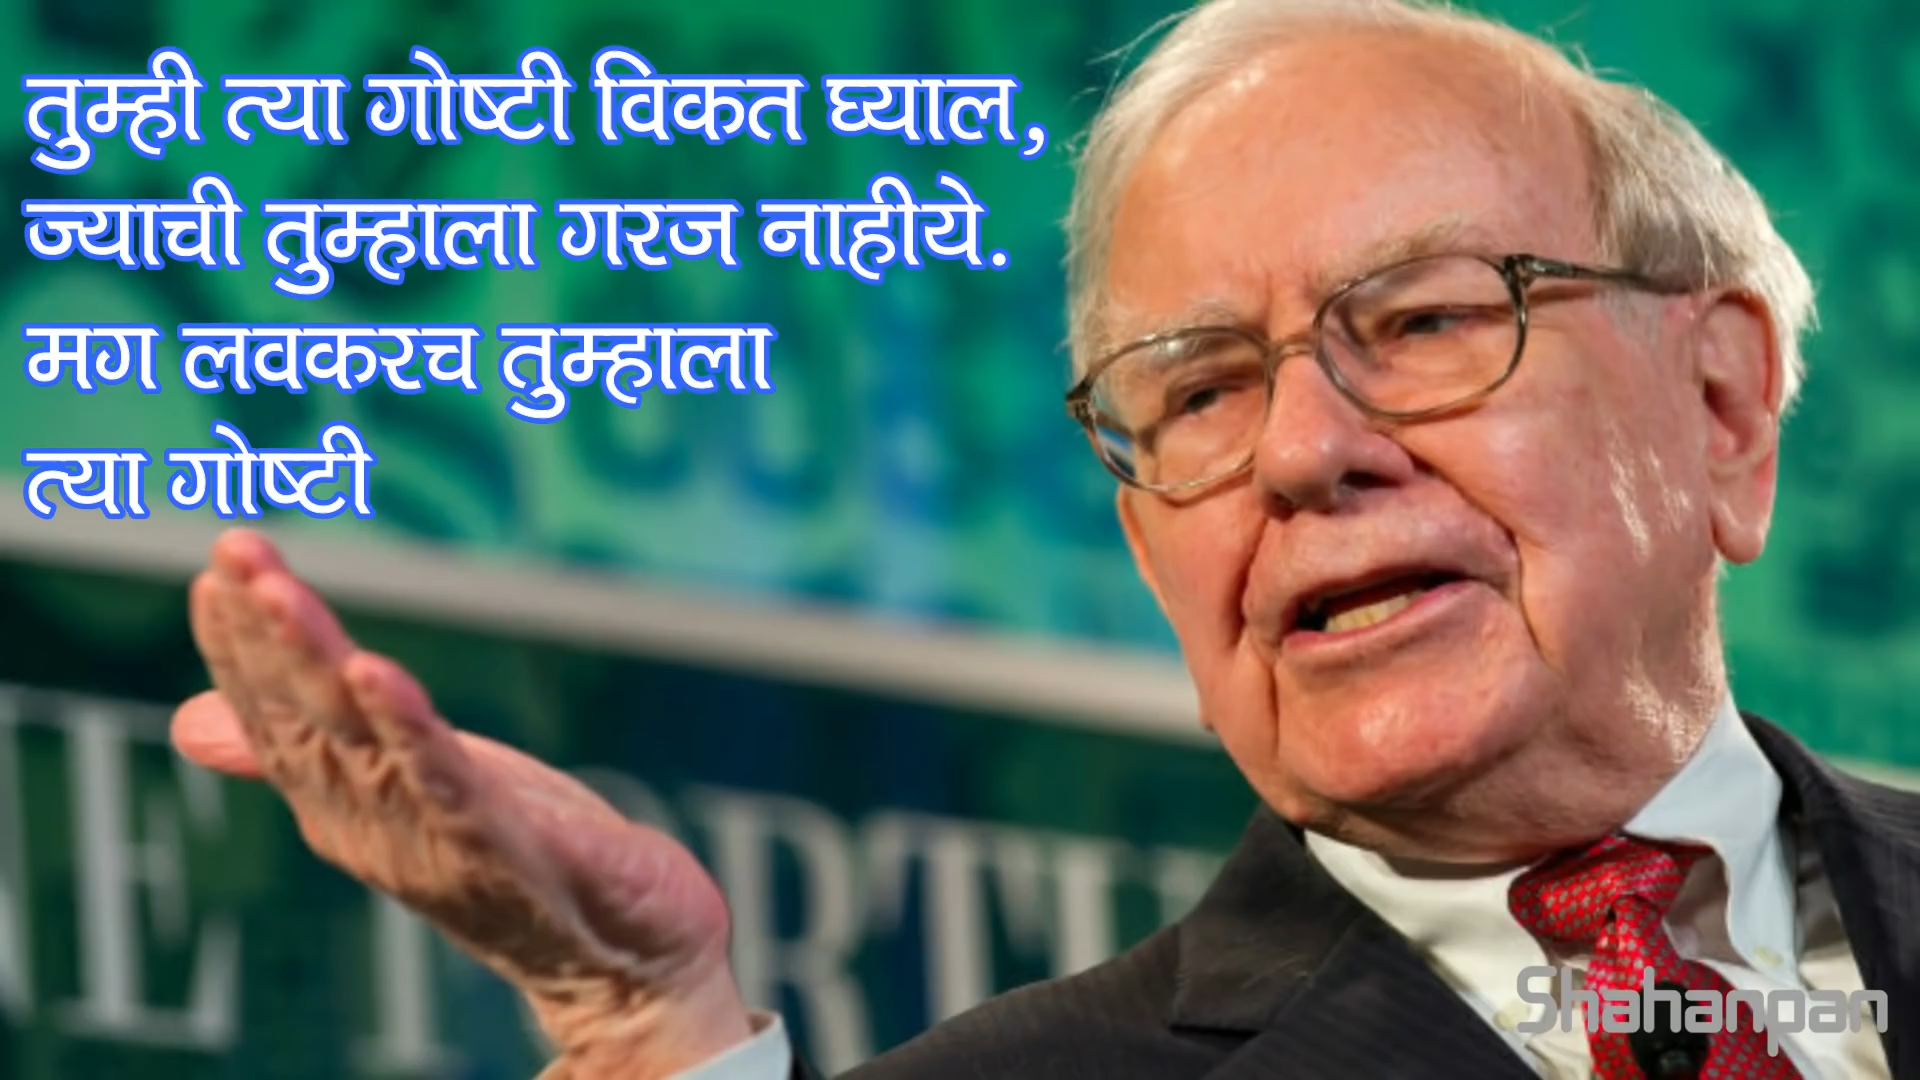 तुम्ही त्या गोष्टी विकत घ्याल,
ज्याची तुम्हाला गरज नाहीये.
मग लवकरच तुम्हाला
त्या गोष्टी
Shahanpan